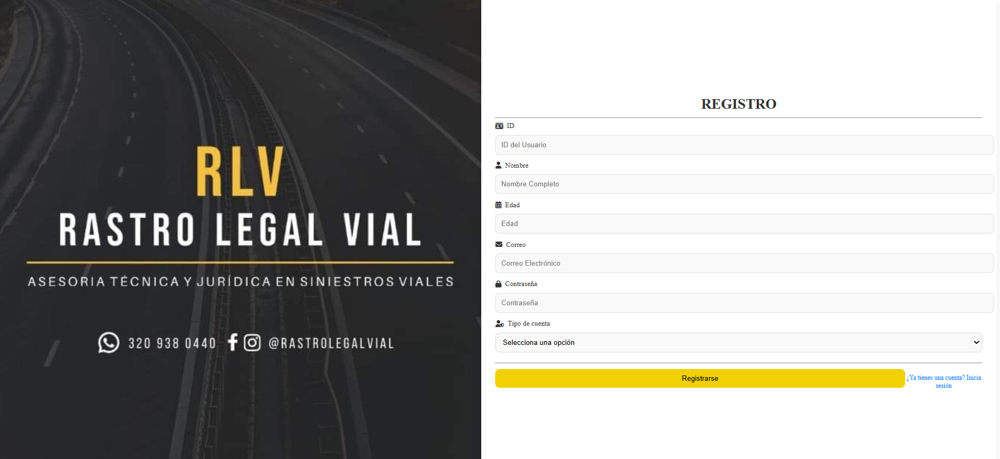 RLV
RASTRO LEGAL VIAL
ASESORIA TÉCNICA Y JURÍDICA EN SINIESTROS VIALES
320 938 0440 @RASTROLEGALVIAL
REGISTRO
ID
ID del Usuario
Nombre
Nombre Completo
Edad
Edad
Correo
Correo Electrónico
Contraseña
Contraseña
Tipo de cuenta
Selecciona una opción
Registrarse
¿Ya tienes una cuenta? Inicia
sesión